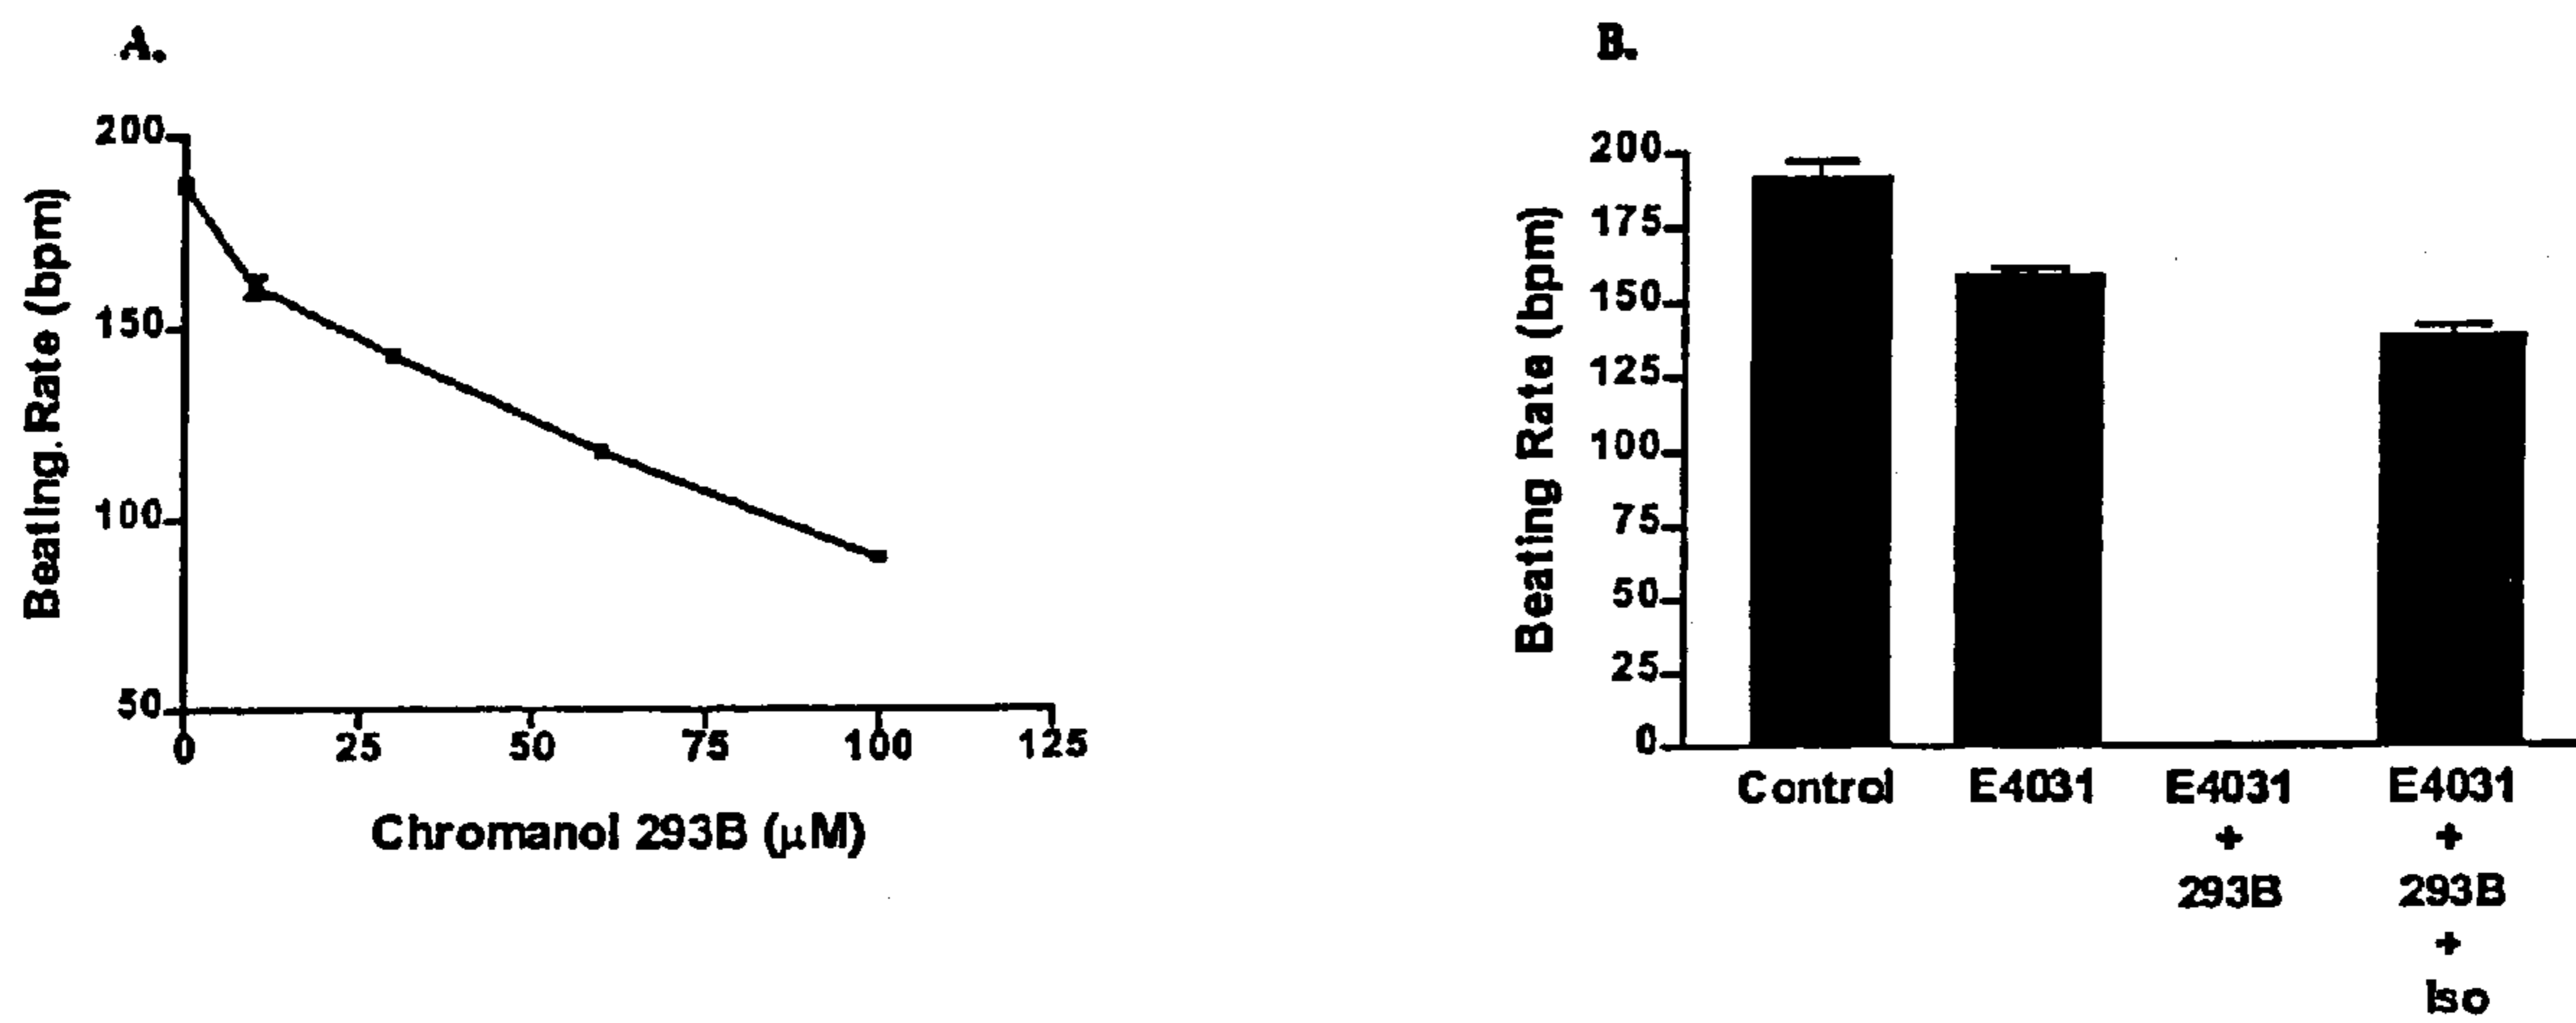 A.
200
150
100
50
Beating.Rate (bpm)
0 25 50 75 100 125
Chromanol 293B (μM)
B.
200
175
150
125
100
75
50
25
0
Beating Rate (bpm)
Control E4031 E4031 E4031
+ +
293B 293B
+
Iso